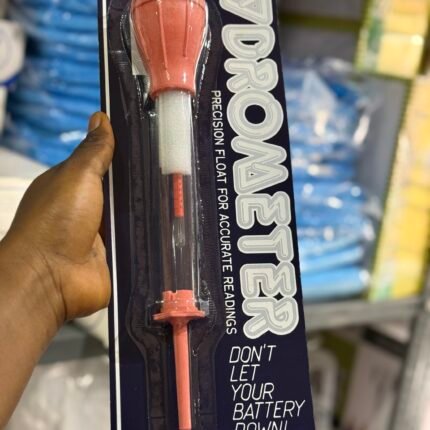 YDROMETER
PRECISION FLOAT FOR ACCURATE READINGS
DON'T
LET
YOUR
BATTERY
DOWN!